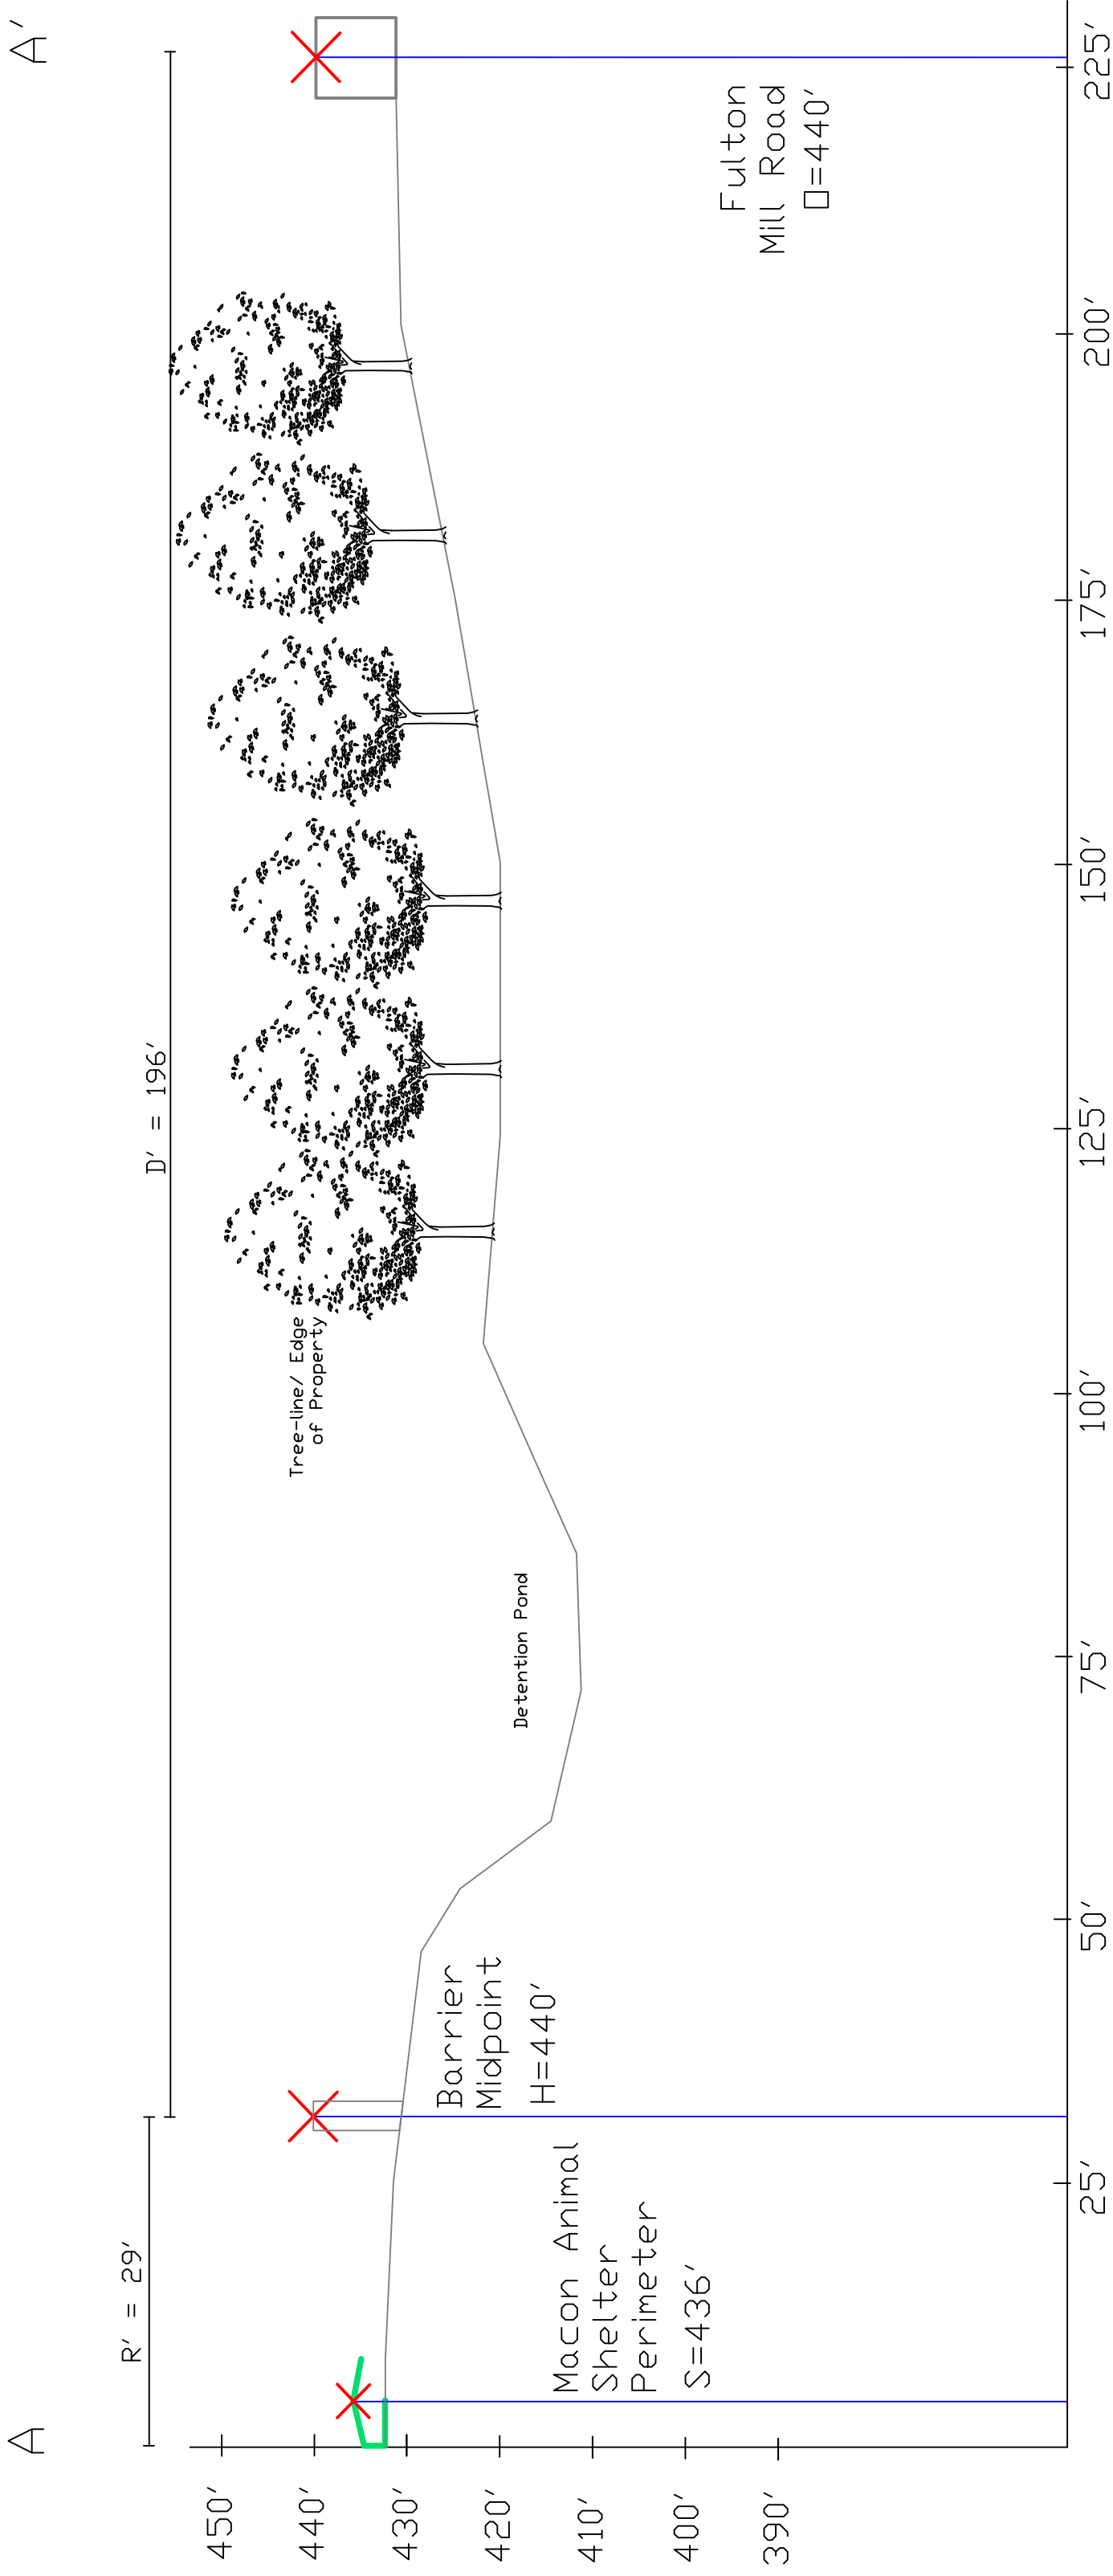 A
A′
R′ = 29′
D′ = 196′
Tree-line/ Edge
of Property
Detention Pond
Barrier
Midpoint
H=440′
Macon Animal
Shelter
Perimeter
S=436′
Fulton
Mill Road
□=440′
450′
440′
430′
420′
410′
400′
390′
25′
50′
75′
100′
125′
150′
175′
200′
225′